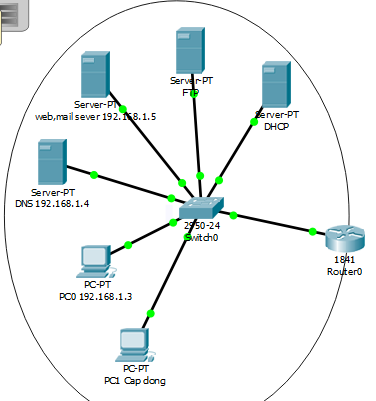 Server-PT
FTP
Server-PT
web,mail sever 192.168.1.5
Server-PT
DHCP
Server-PT
DNS 192.168.1.4
2950-24
Switch0
1841
Router0
PC-PT
PC0 192.168.1.3
PC-PT
PC1 Cap dong